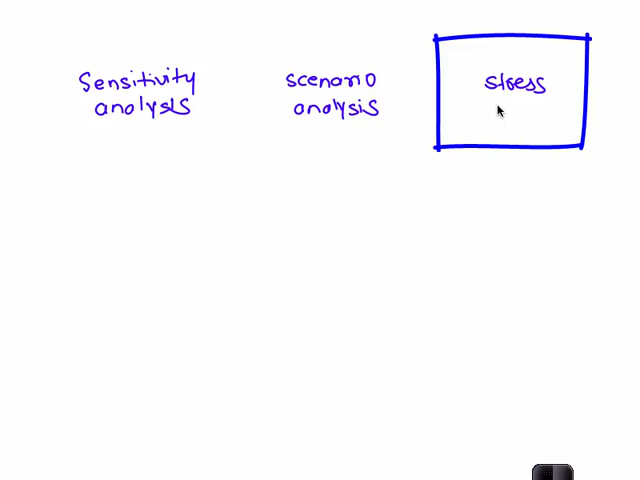 Sensitivity
analysis
scenario
analysis
stress